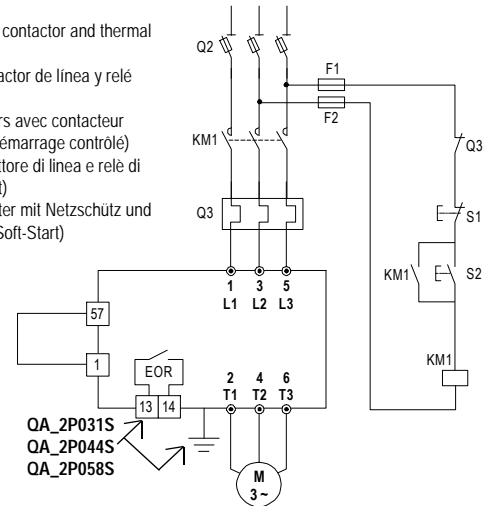 contactor and thermal
actor de línea y relé
rs avec contacteur
émarrage contrôlé)
ttore di linea e relè di
t)
ter mit Netzschütz und
Soft-Start)
Q2
F1
F2
KM1
Q3
Q3
S1
KM1
S2
KM1
1 3 5
L1 L2 L3
57
1
EOR
13 14
2 4 6
T1 T2 T3
QA_2P031S
QA_2P044S
QA_2P058S
M
3 ~